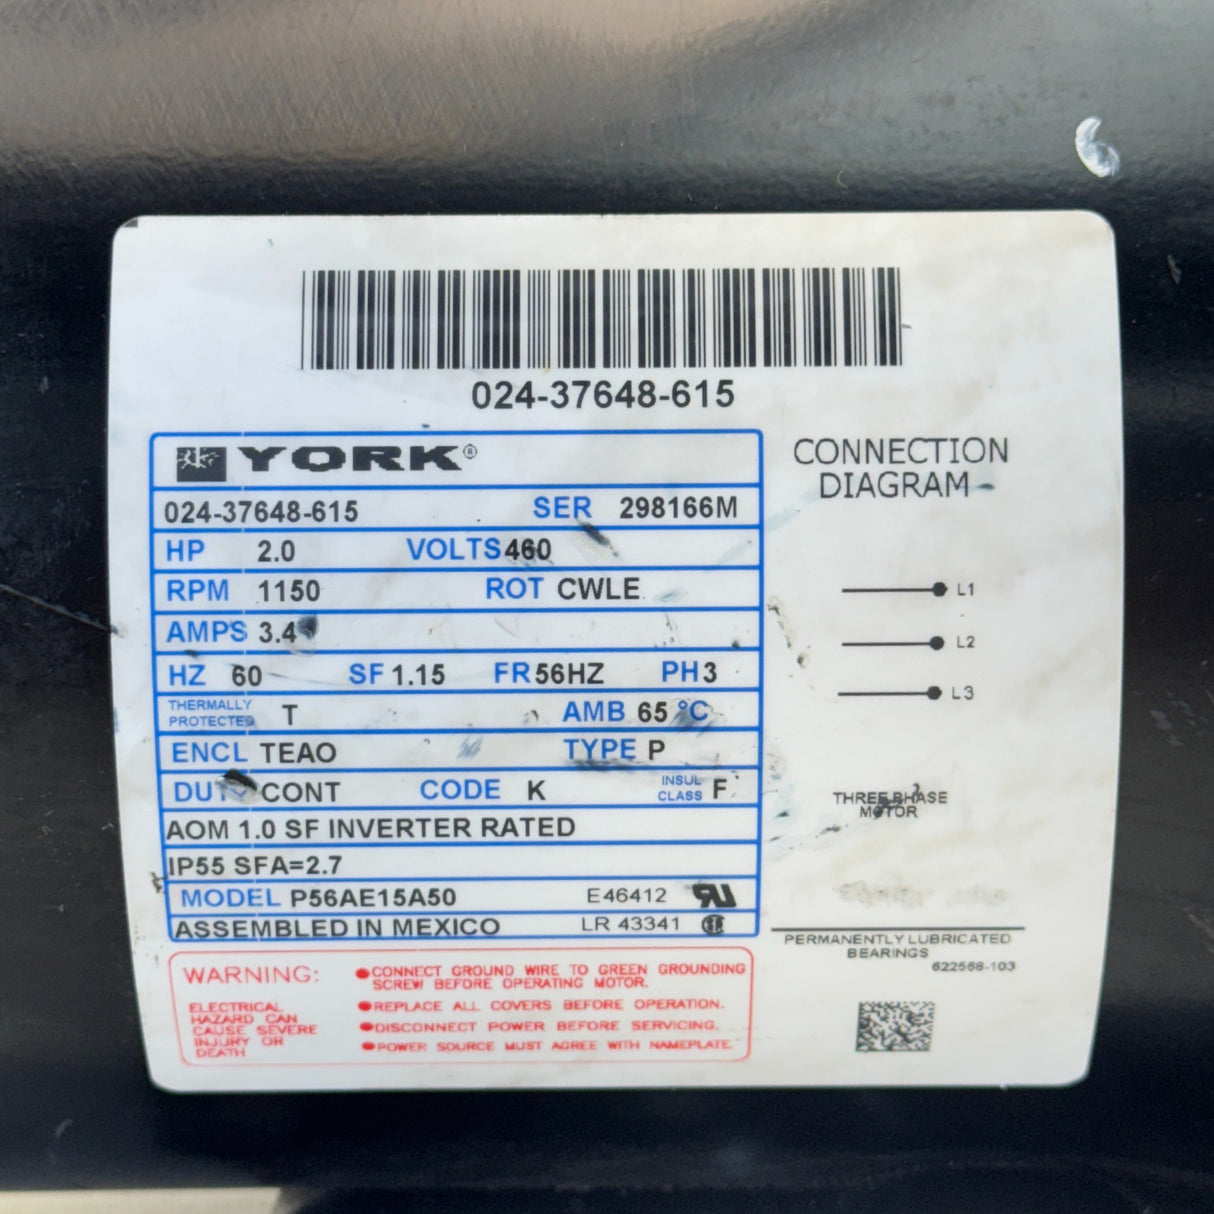 024-37648-615
YORK®
024-37648-615 SER 298166M
HP 2.0 VOLTS 460
RPM 1150 ROT CWLE
AMPS 3.4
HZ 60 SF 1.15 FR 56HZ PH 3
THERMALLY PROTECTED T AMB 65 °C
ENCL TEAO TYPE P
DUTY CONT CODE K INSUL CLASS F
AOM 1.0 SF INVERTER RATED
IP55 SFA=2.7
MODEL P56AE15A50 E46412
ASSEMBLED IN MEXICO LR 43341
CONNECTION
DIAGRAM
L1
L2
L3
THREE PHASE
MOTOR
PERMANENTLY LUBRICATED
BEARINGS
622568-103
WARNING:
ELECTRICAL
HAZARD CAN
CAUSE SEVERE
INJURY OR
DEATH
●CONNECT GROUND WIRE TO GREEN GROUNDING
SCREW BEFORE OPERATING MOTOR.
●REPLACE ALL COVERS BEFORE OPERATION.
●DISCONNECT POWER BEFORE SERVICING.
●POWER SOURCE MUST AGREE WITH NAMEPLATE.